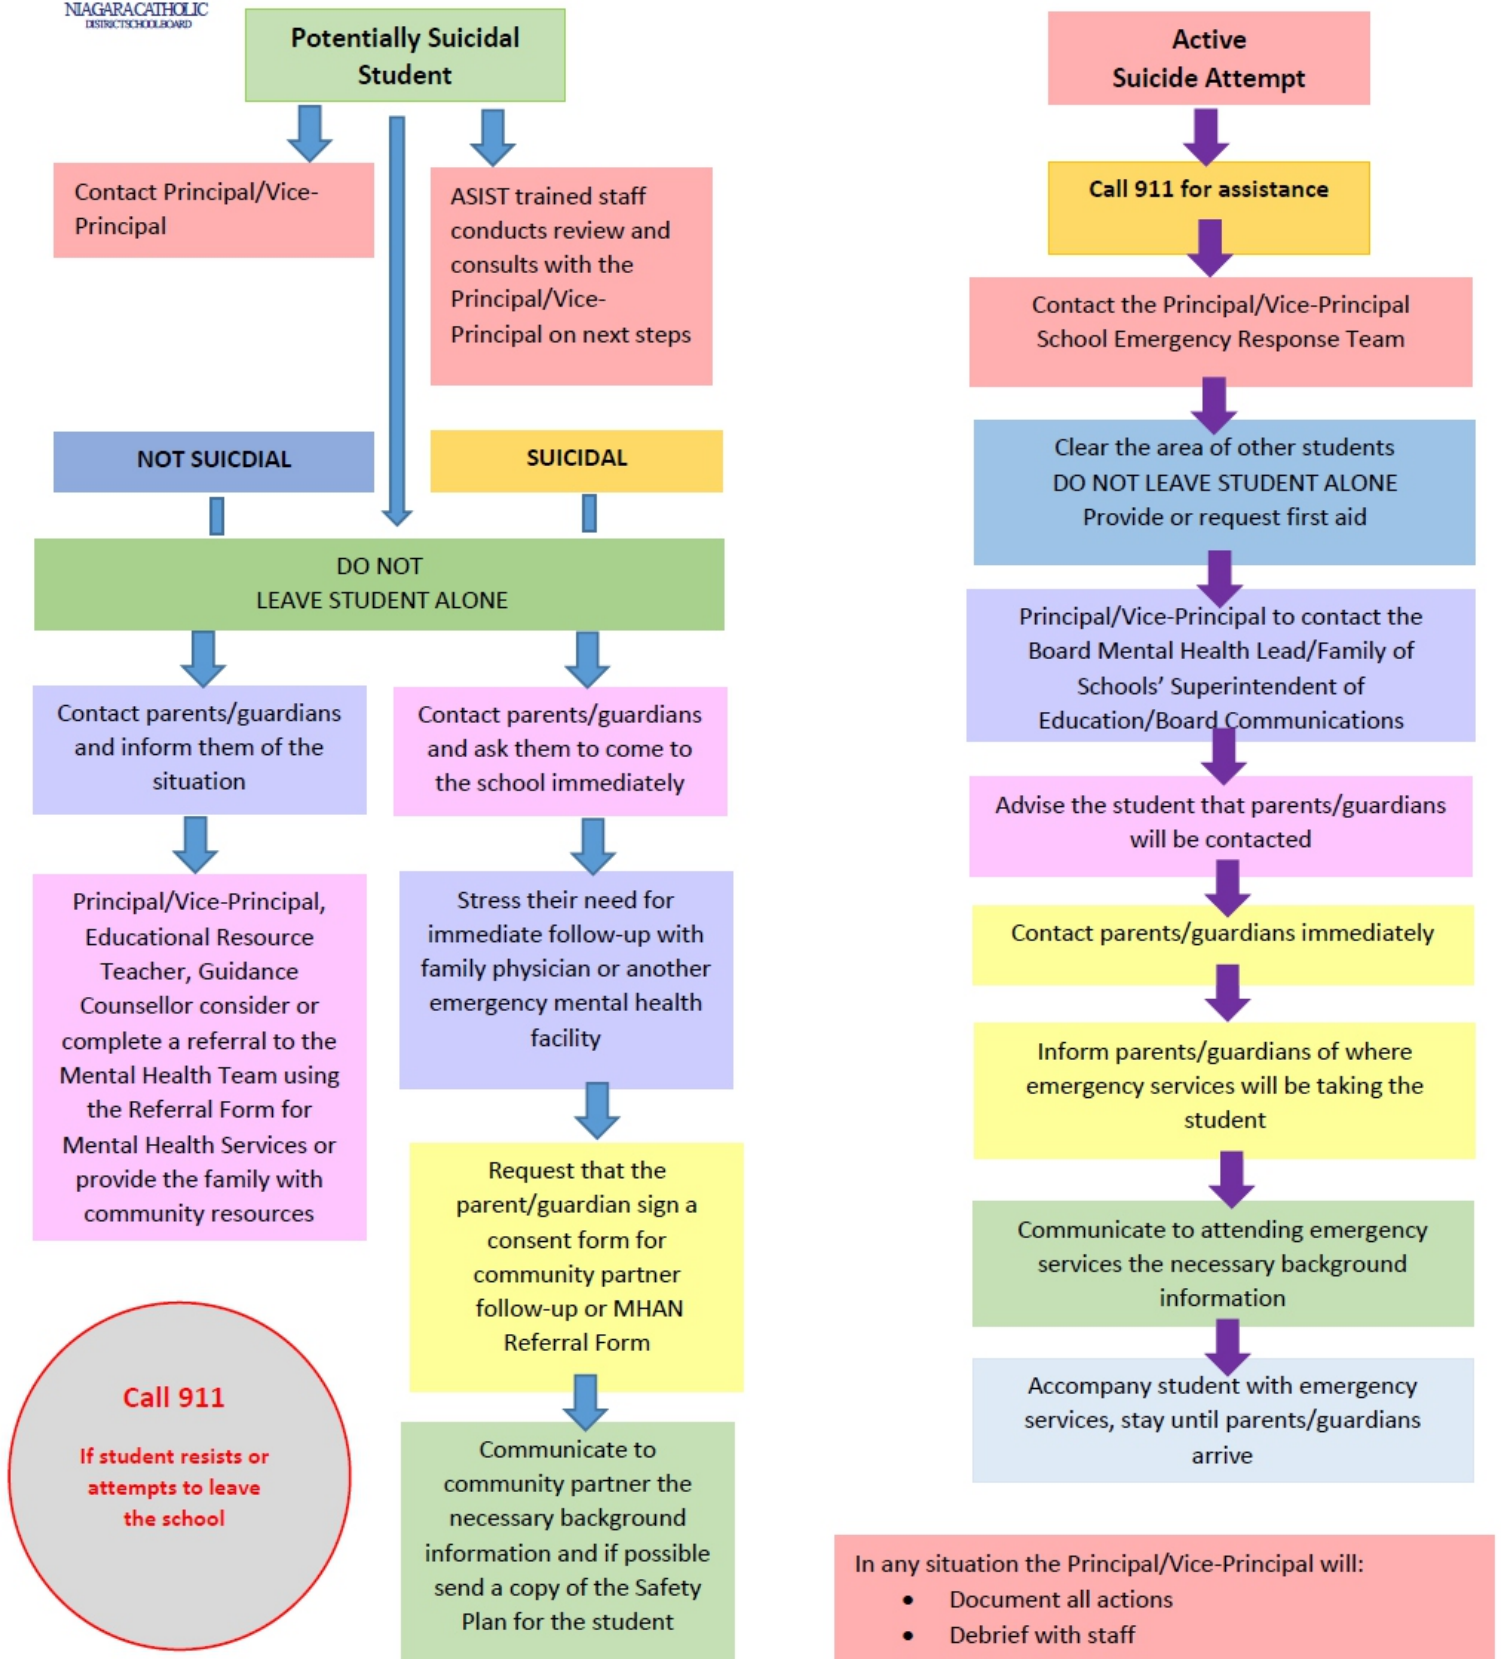 NIAGARA CATHOLIC
DISTRICT SCHOOL BOARD
Potentially Suicidal
Student
Contact Principal/Vice-
Principal
ASIST trained staff
conducts review and
consults with the
Principal/Vice-
Principal on next steps
NOT SUICDIAL
SUICIDAL
DO NOT
LEAVE STUDENT ALONE
Contact parents/guardians
and inform them of the
situation
Contact parents/guardians
and ask them to come to
the school immediately
Principal/Vice-Principal,
Educational Resource
Teacher, Guidance
Counsellor consider or
complete a referral to the
Mental Health Team using
the Referral Form for
Mental Health Services or
provide the family with
community resources
Stress their need for
immediate follow-up with
family physician or another
emergency mental health
facility
Request that the
parent/guardian sign a
consent form for
community partner
follow-up or MHAN
Referral Form
Communicate to
community partner the
necessary background
information and if possible
send a copy of the Safety
Plan for the student
Call 911
If student resists or
attempts to leave
the school
Active
Suicide Attempt
Call 911 for assistance
Contact the Principal/Vice-Principal
School Emergency Response Team
Clear the area of other students
DO NOT LEAVE STUDENT ALONE
Provide or request first aid
Principal/Vice-Principal to contact the
Board Mental Health Lead/Family of
Schools’ Superintendent of
Education/Board Communications
Advise the student that parents/guardians
will be contacted
Contact parents/guardians immediately
Inform parents/guardians of where
emergency services will be taking the
student
Communicate to attending emergency
services the necessary background
information
Accompany student with emergency
services, stay until parents/guardians
arrive
In any situation the Principal/Vice-Principal will:
• Document all actions
• Debrief with staff